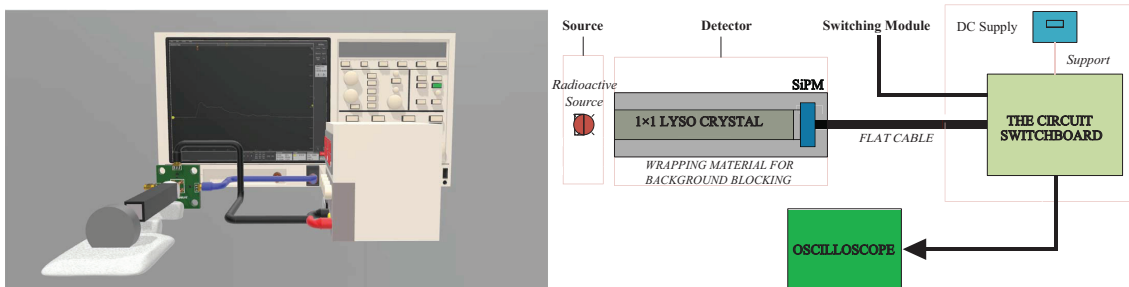 Source
Detector
Switching Module
DC Supply
Support
Radioactive
Source
SiPM
1×1 LYSO CRYSTAL
FLAT CABLE
THE CIRCUIT
SWITCHBOARD
WRAPPING MATERIAL FOR
BACKGROUND BLOCKING
OSCILLOSCOPE